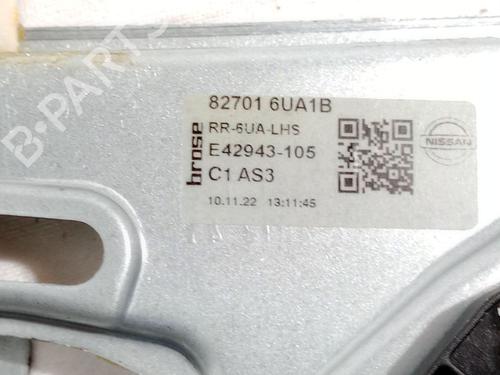 B-PARTS
82701 6UA1B
RR-6UA-LHS
E42943-105
C1 AS3
10.11.22 13:11:45
brose
NISSAN